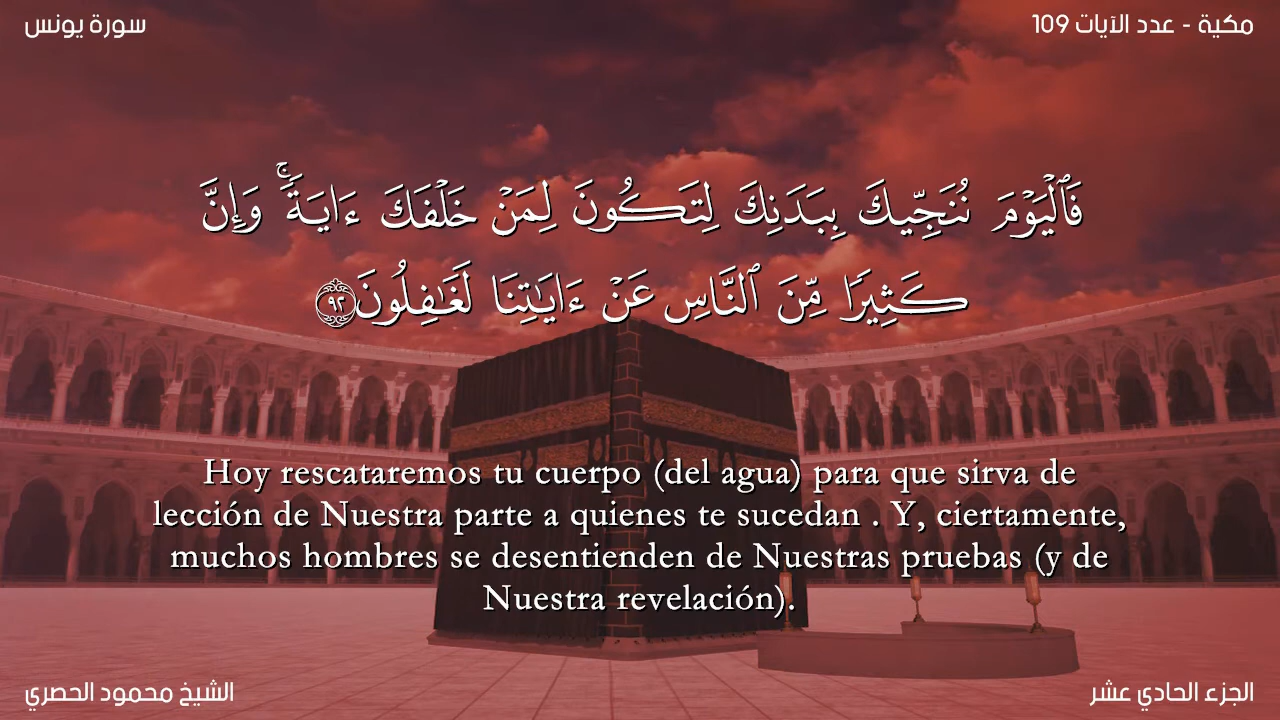 سورة يونس
مكية - عدد الآيات 109
فَٱلۡيَوۡمَ نُنَجِّيكَ بِبَدَنِكَ لِتَكُونَ لِمَنۡ خَلۡفَكَ ءَايَةٗۚ وَإِنَّ
كَثِيرٗا مِّنَ ٱلنَّاسِ عَنۡ ءَايَٰتِنَا لَغَٰفِلُونَ ٩٢
Hoy rescataremos tu cuerpo (del agua) para que sirva de
lección de Nuestra parte a quienes te sucedan . Y, ciertamente,
muchos hombres se desentienden de Nuestras pruebas (y de
Nuestra revelación).
الشيخ محمود الحصري
الجزء الحادي عشر